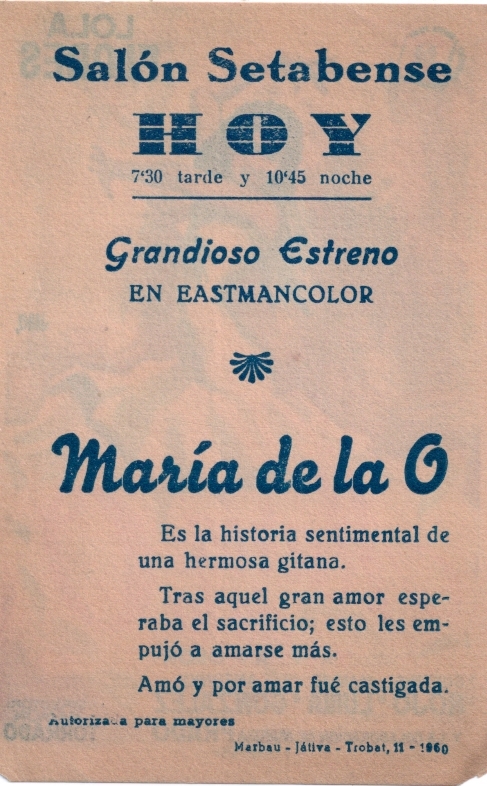 Salón Setabense
HOY
7'30 tarde y 10'45 noche
Grandioso Estreno
EN EASTMANCOLOR
María de la O
Es la historia sentimental de
una hermosa gitana.
Tras aquel gran amor espe-
raba el sacrificio; esto les em-
pujó a amarse más.
Amó y por amar fué castigada.
Autorizada para mayores
Marbau - Játiva - Trobat, 11 - 1960